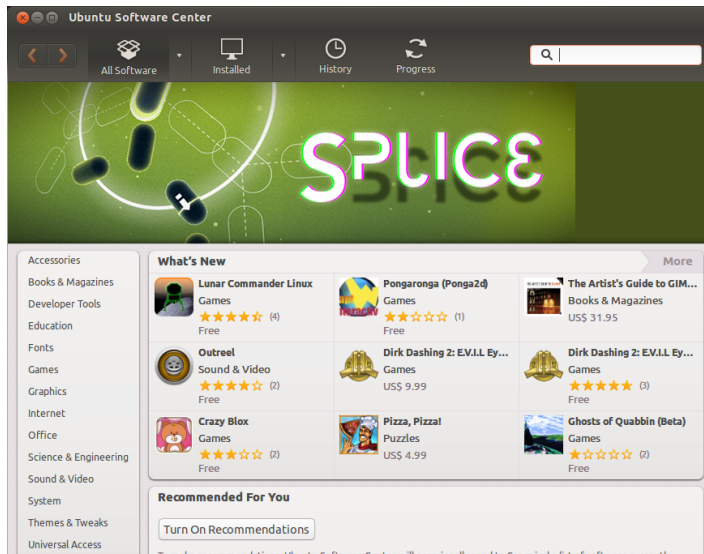 Ubuntu Software Center
All Software
Installed
History
Progress
SPLICE
Accessories
Books & Magazines
Developer Tools
Education
Fonts
Games
Graphics
Internet
Office
Science & Engineering
Sound & Video
System
Themes & Tweaks
Universal Access
What's New
More
Lunar Commander Linux
Games
(4)
Free
Pongaronga (Ponga2d)
Games
(1)
Free
The Artist's Guide to GIM...
Books & Magazines
US$ 31.95
Outreel
Sound & Video
(2)
Free
Dirk Dashing 2: E.V.I.L Ey...
Games
US$ 9.99
Dirk Dashing 2: E.V.I.L Ey...
Games
(3)
Free
Crazy Blox
Games
(2)
Free
Pizza, Pizza!
Puzzles
US$ 4.99
Ghosts of Quabbin (Beta)
Games
(2)
Free
Recommended For You
Turn On Recommendations